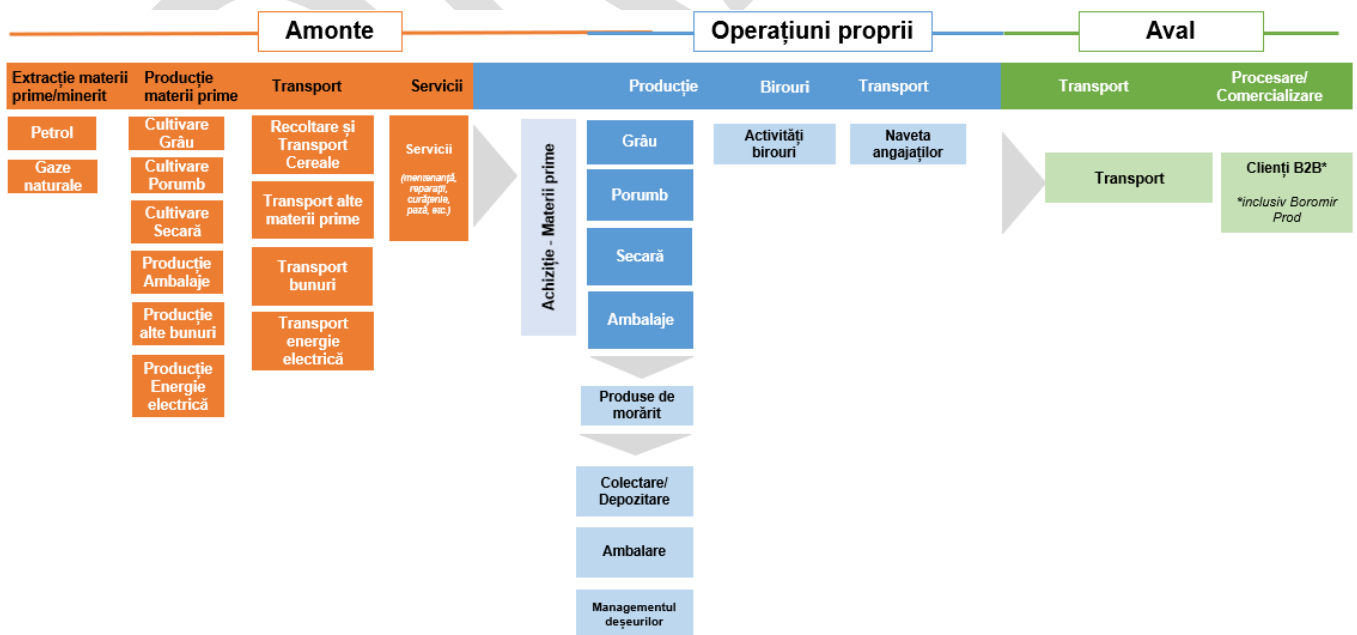 Amonte
Operațiuni proprii
Aval
Extracție materii
prime/minerit
Producție
materii prime
Transport
Servicii
Producție
Birouri
Transport
Transport
Procesare/
Comercializare
Petrol
Gaze
naturale
Cultivare
Grâu
Cultivare
Porumb
Cultivare
Secară
Producție
Ambalaje
Producție
alte bunuri
Producție
Energie
electrică
Recoltare și
Transport
Cereale
Transport alte
materii prime
Transport
bunuri
Transport
energie
electrică
Servicii
(mentenanță,
reparații,
curățenie,
pază, etc.)
Achiziție - Materii prime
Grâu
Porumb
Secară
Ambalaje
Produse de
morărit
Colectare/
Depozitare
Ambalare
Managementul
deșeurilor
Activități
birouri
Naveta
angajaților
Transport
Clienți B2B*
*inclusiv Boromir
Prod